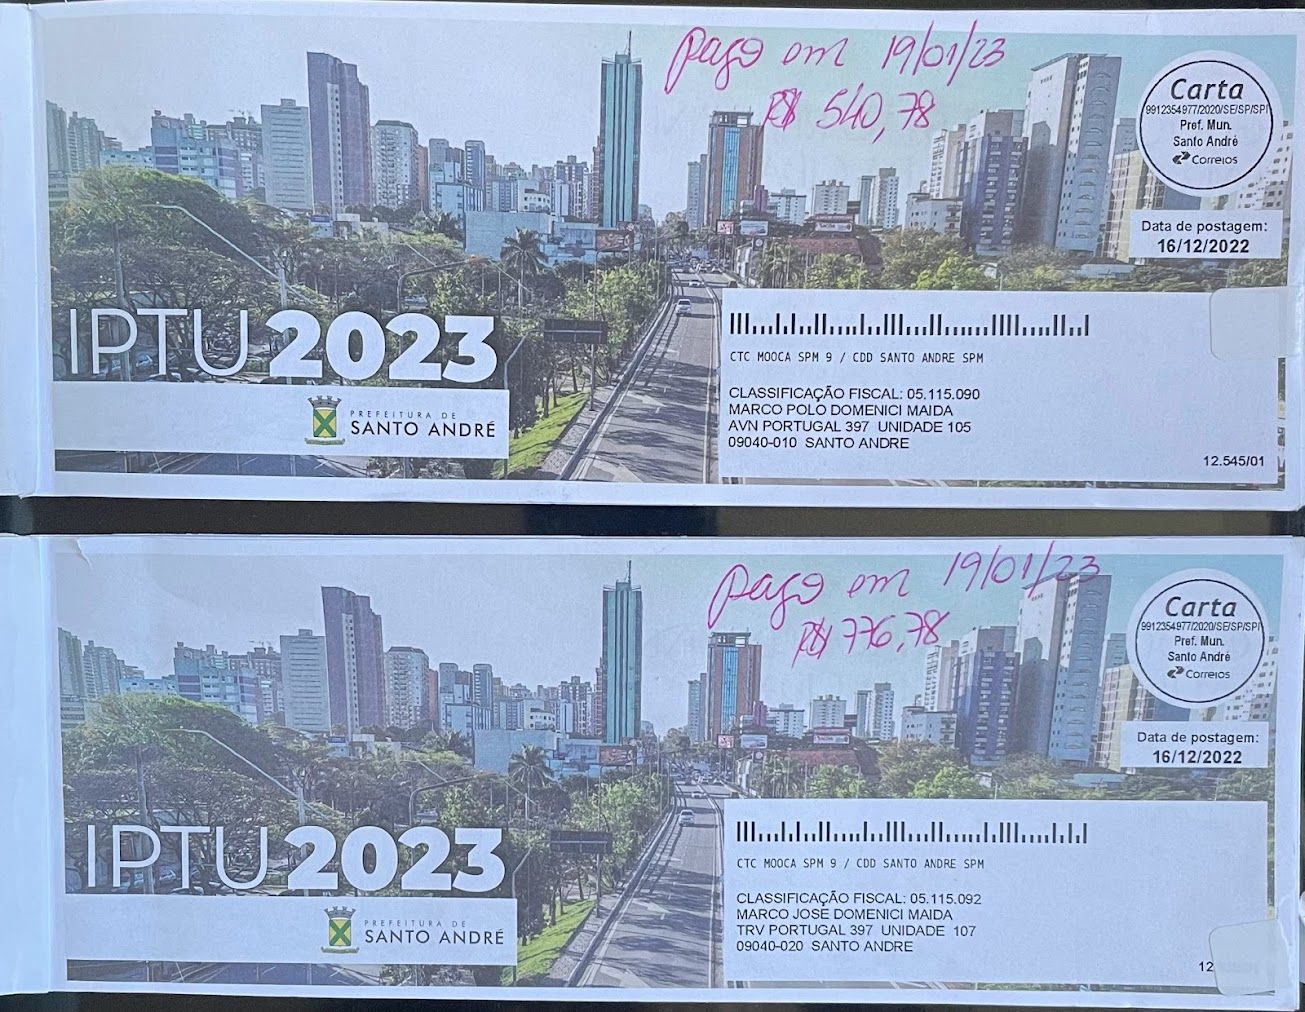 pago em 19/01/23
R$ 540,78
Carta
9912354977/2020/SE/SP/SPI
Pref. Mun.
Santo André
Correios
Data de postagem:
16/12/2022
IPTU 2023
PREFEITURA DE
SANTO ANDRÉ
CTC MOOCA SPM 9 / CDD SANTO ANDRE SPM
CLASSIFICAÇÃO FISCAL: 05.115.090
MARCO POLO DOMENICI MAIDA
AVN PORTUGAL 397 UNIDADE 105
09040-010 SANTO ANDRE
12.545/01
pago em 19/01/23
R$ 776,78
Carta
9912354977/2020/SE/SP/SPI
Pref. Mun.
Santo André
Correios
Data de postagem:
16/12/2022
IPTU 2023
PREFEITURA DE
SANTO ANDRÉ
CTC MOOCA SPM 9 / CDD SANTO ANDRE SPM
CLASSIFICAÇÃO FISCAL: 05.115.092
MARCO JOSE DOMENICI MAIDA
TRV PORTUGAL 397 UNIDADE 107
09040-020 SANTO ANDRE
12